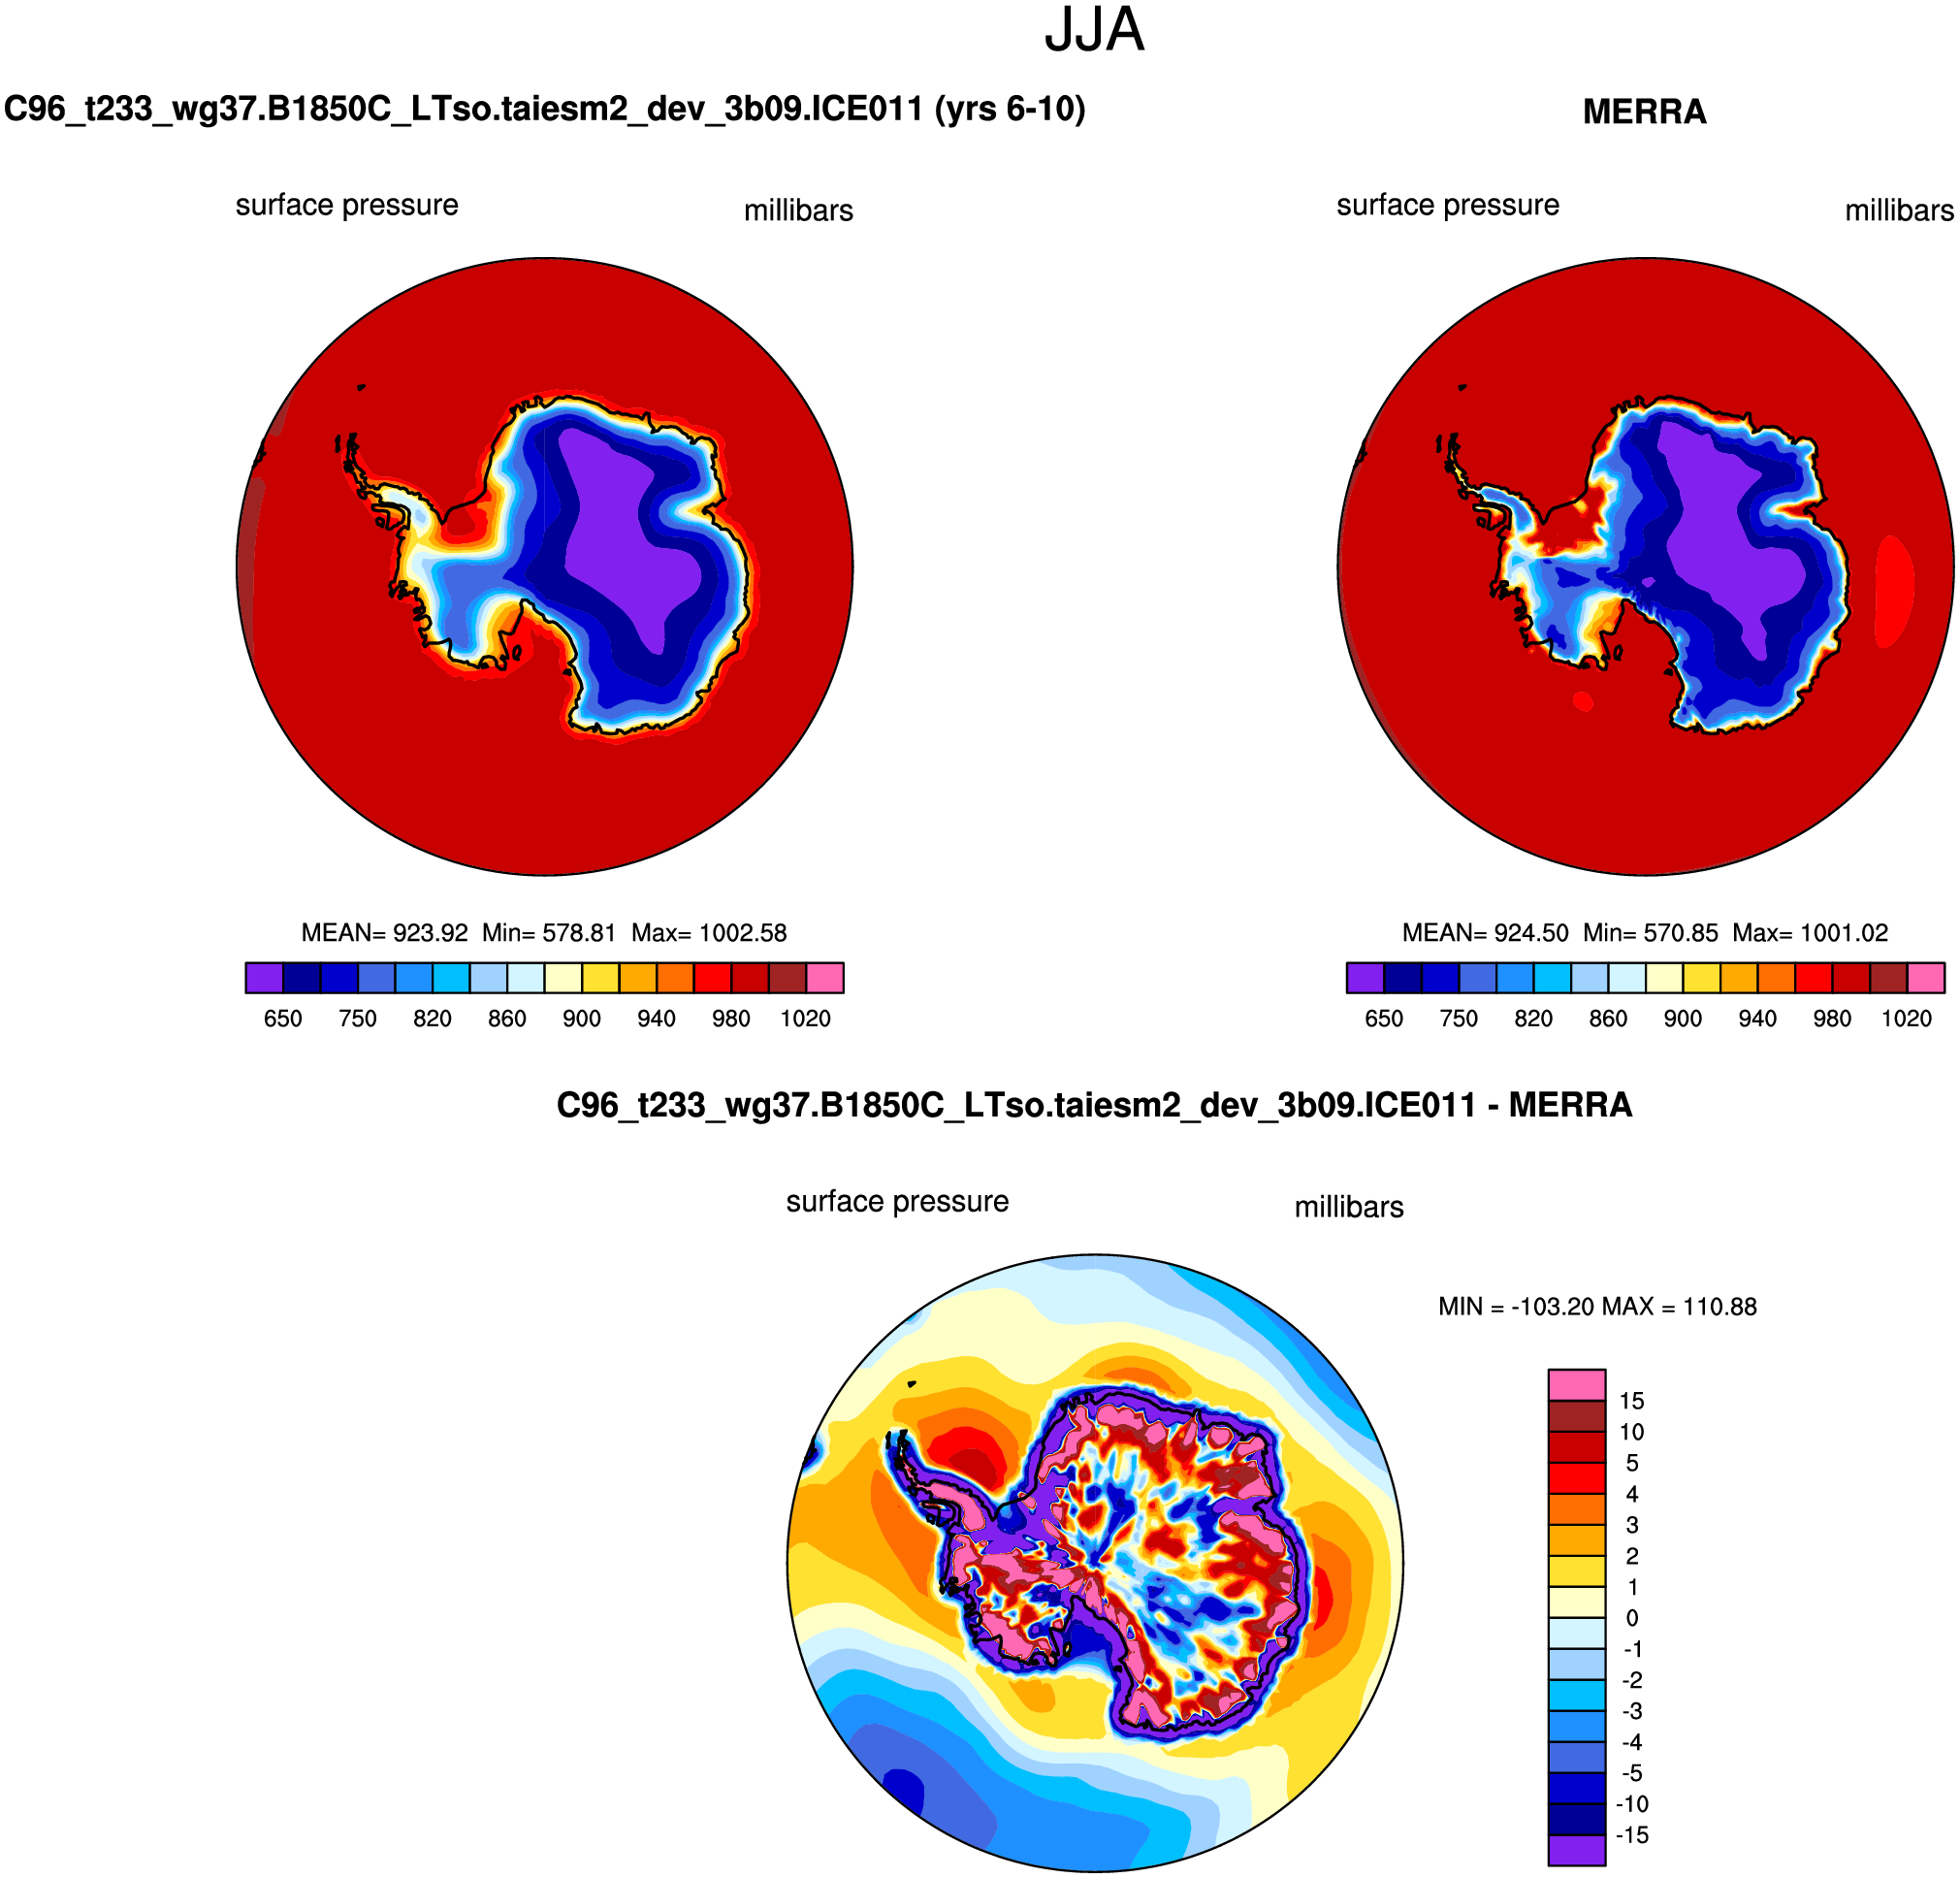 JJA
C96_t233_wg37.B1850C_LTso.taiesm2_dev_3b09.ICE011 (yrs 6-10)
MERRA
surface pressure millibars
surface pressure millibars
MEAN= 923.92 Min= 578.81 Max= 1002.58
650 750 820 860 900 940 980 1020
MEAN= 924.50 Min= 570.85 Max= 1001.02
650 750 820 860 900 940 980 1020
C96_t233_wg37.B1850C_LTso.taiesm2_dev_3b09.ICE011 - MERRA
surface pressure millibars
MIN = -103.20 MAX = 110.88
15
10
5
4
3
2
1
0
-1
-2
-3
-4
-5
-10
-15